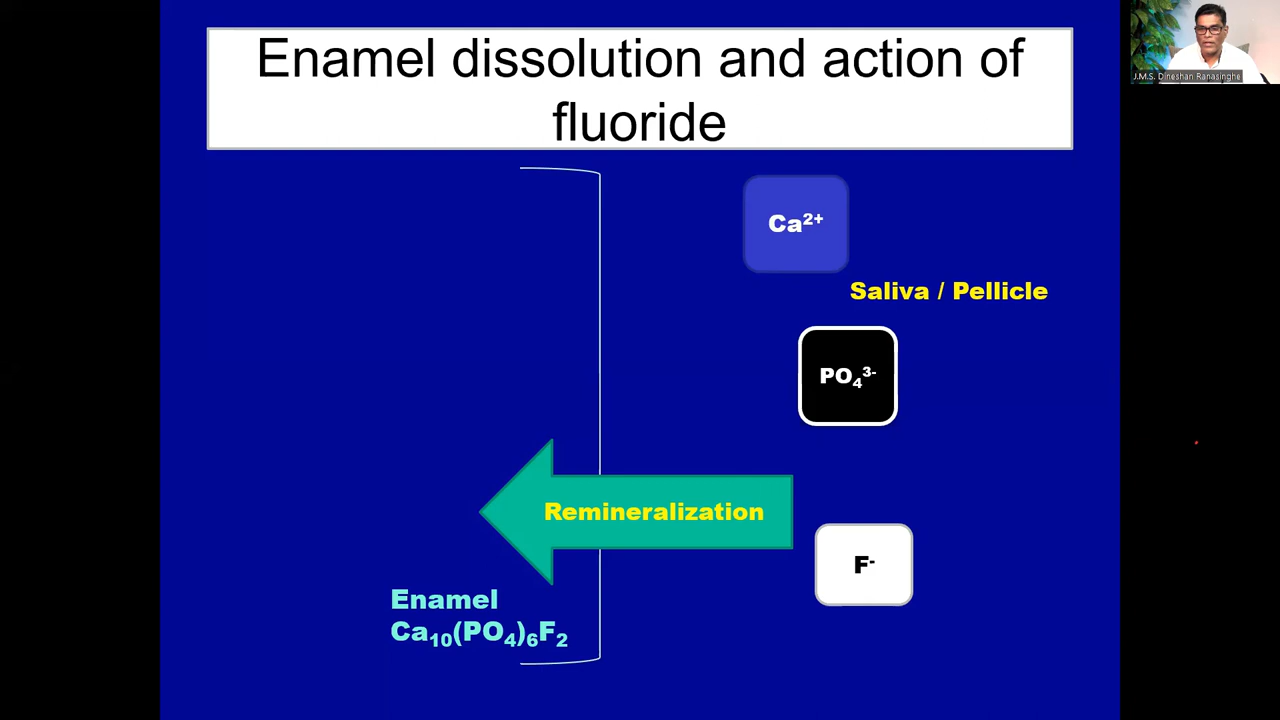 Enamel dissolution and action of
fluoride
J.M.S. Dineshan Ranasinghe
Ca²⁺
Saliva / Pellicle
PO₄³⁻
Remineralization
F⁻
Enamel
Ca₁₀(PO₄)₆F₂